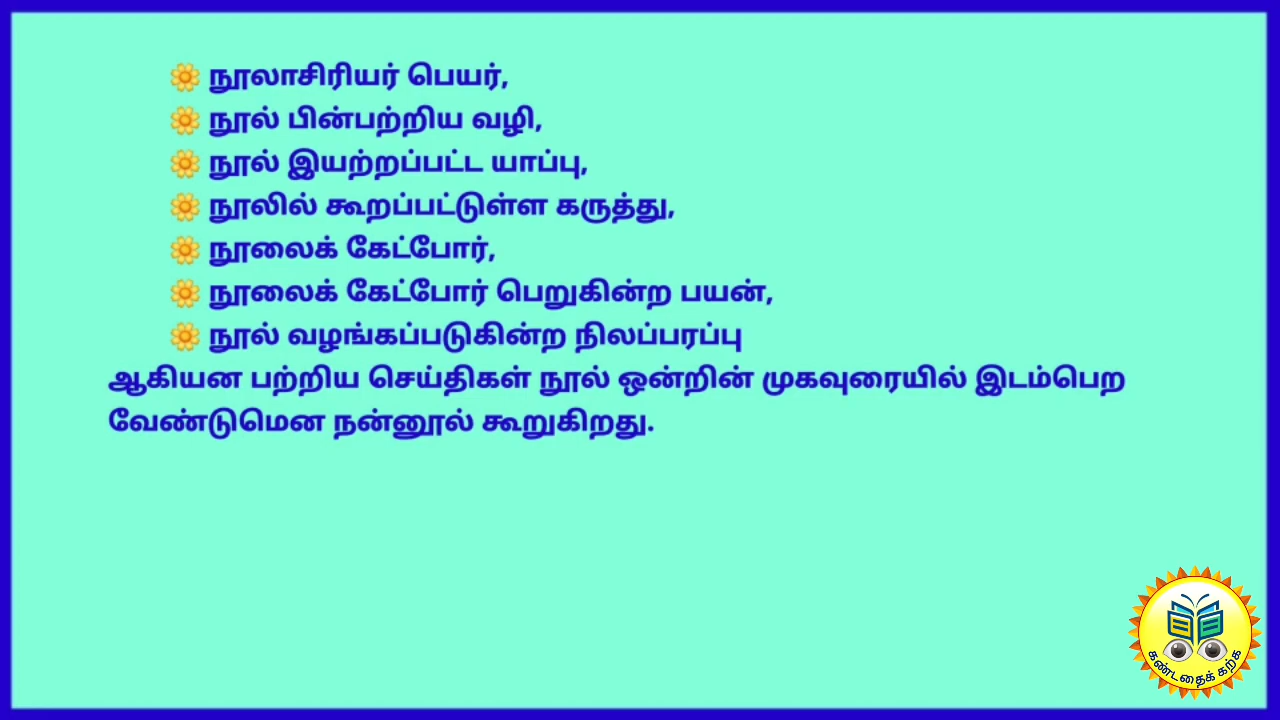 🌼 நூலாசிரியர் பெயர்,
🌼 நூல் பின்பற்றிய வழி,
🌼 நூல் இயற்றப்பட்ட யாப்பு,
🌼 நூலில் கூறப்பட்டுள்ள கருத்து,
🌼 நூலைக் கேட்போர்,
🌼 நூலைக் கேட்போர் பெறுகின்ற பயன்,
🌼 நூல் வழங்கப்படுகின்ற நிலப்பரப்பு
ஆகியன பற்றிய செய்திகள் நூல் ஒன்றின் முகவுரையில் இடம்பெற
வேண்டுமென நன்னூல் கூறுகிறது.
கண்டதைக் கற்க